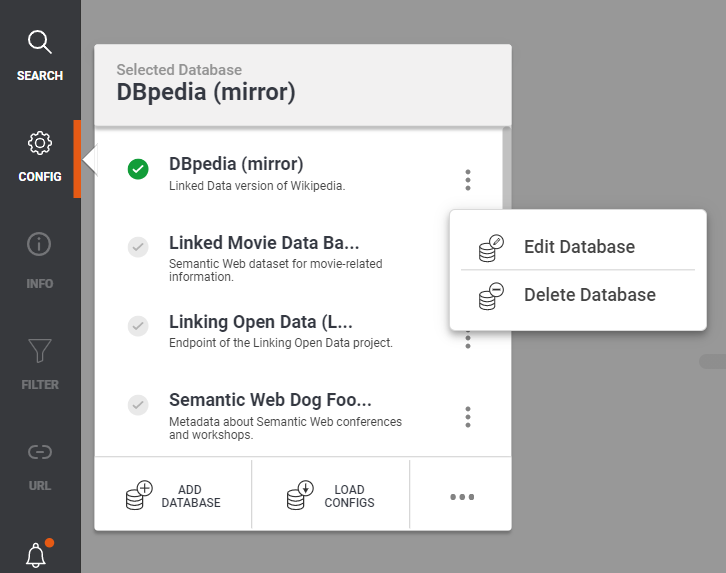 SEARCH
CONFIG
INFO
FILTER
URL
Selected Database
DBpedia (mirror)
DBpedia (mirror)
Linked Data version of Wikipedia.
Linked Movie Data Ba...
Semantic Web dataset for movie-related
information.
Linking Open Data (L...
Endpoint of the Linking Open Data project.
Semantic Web Dog Foo...
Metadata about Semantic Web conferences
and workshops.
Edit Database
Delete Database
ADD
DATABASE
LOAD
CONFIGS